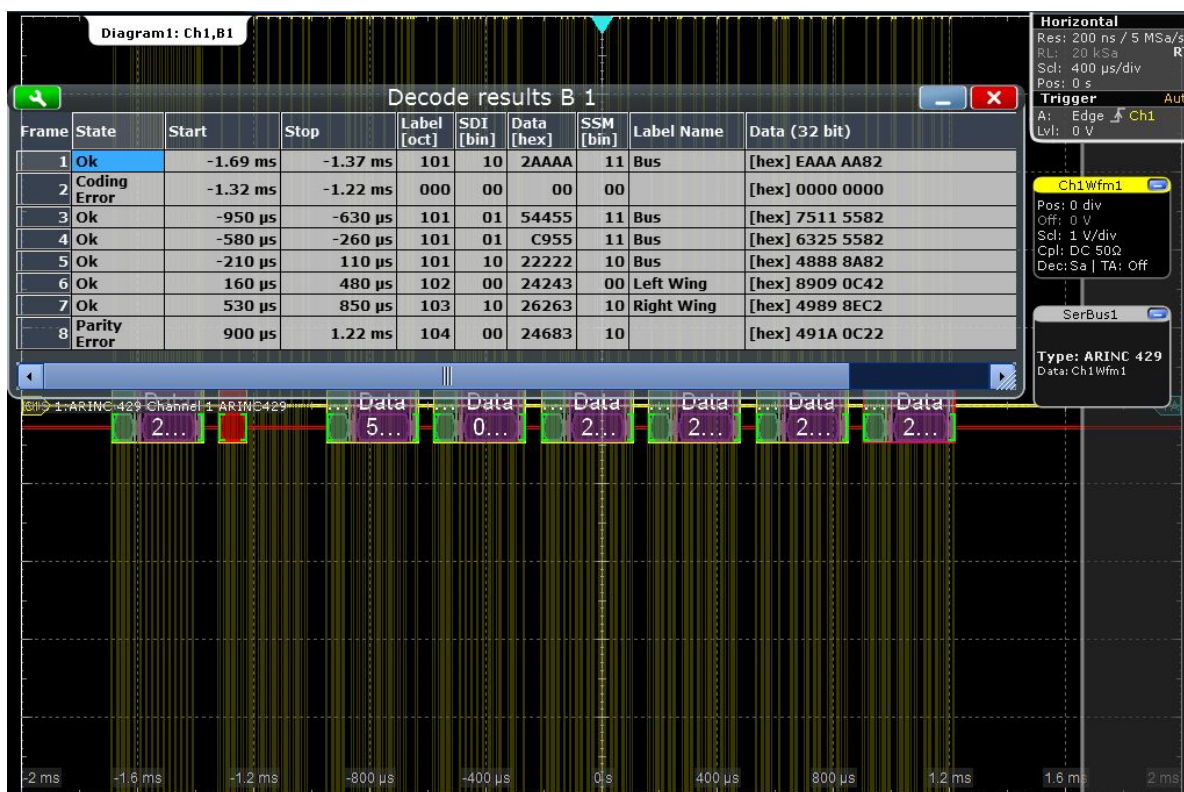 Diagram1: Ch1,B1
Horizontal
Res: 200 ns / 5 MSa/s
RL: 20 kSa
Scl: 400 µs/div
Pos: 0 s
Trigger Aut
A: Edge Ch1
Lvl: 0 V
Decode results B 1
Frame State Start Stop Label [oct] SDI [bin] Data [hex] SSM [bin] Label Name Data (32 bit)
1 Ok -1.69 ms -1.37 ms 101 10 2AAAA 11 Bus [hex] EAAA AA82
2 Coding Error -1.32 ms -1.22 ms 000 00 00 00 [hex] 0000 0000
3 Ok -950 µs -630 µs 101 01 54455 11 Bus [hex] 7511 5582
4 Ok -580 µs -260 µs 101 01 C955 11 Bus [hex] 6325 5582
5 Ok -210 µs 110 µs 101 10 22222 10 Bus [hex] 4888 8A82
6 Ok 160 µs 480 µs 102 00 24243 00 Left Wing [hex] 8909 0C42
7 Ok 530 µs 850 µs 103 10 26263 10 Right Wing [hex] 4989 8EC2
8 Parity Error 900 µs 1.22 ms 104 00 24683 10 [hex] 491A 0C22
Ch1Wfm1
Pos: 0 div
Off: 0 V
Scl: 1 V/div
Cpl: DC 50Ω
Dec: Sa | TA: Off
SerBus1
Type: ARINC 429
Data: Ch1Wfm1
1:ARINC 429 Channel 1 ARINC429
... Data ... Data ... Data ... Data ... Data ... Data
2... 5... 0... 2... 2... 2... 2...
-2 ms -1.6 ms -1.2 ms -800 µs -400 µs 0 s 400 µs 800 µs 1.2 ms 1.6 ms 2 ms